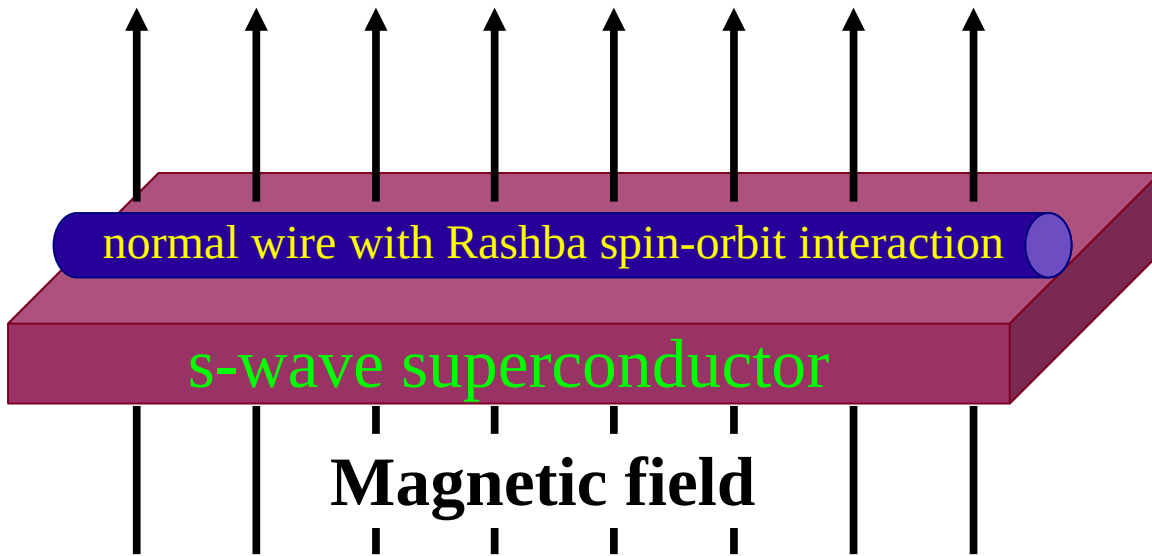 normal wire with Rashba spin-orbit interaction
s-wave superconductor
Magnetic field